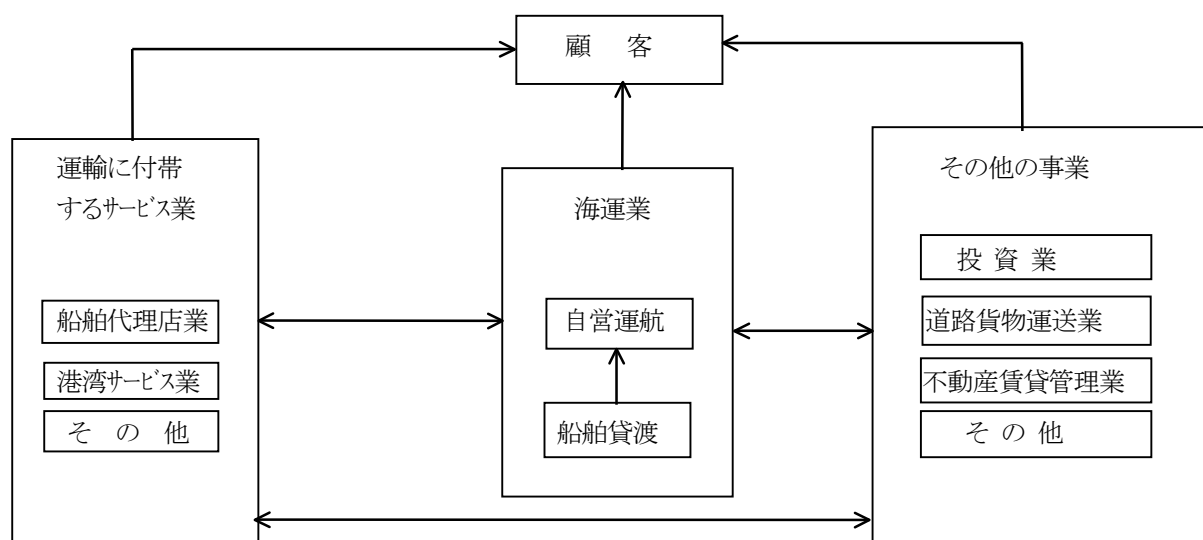 顧 客
運輸に付帯
するサービス業
船舶代理店業
港湾サービス業
そ の 他
海運業
自営運航
船舶貸渡
その他の事業
投 資 業
道路貨物運送業
不動産賃貸管理業
そ の 他